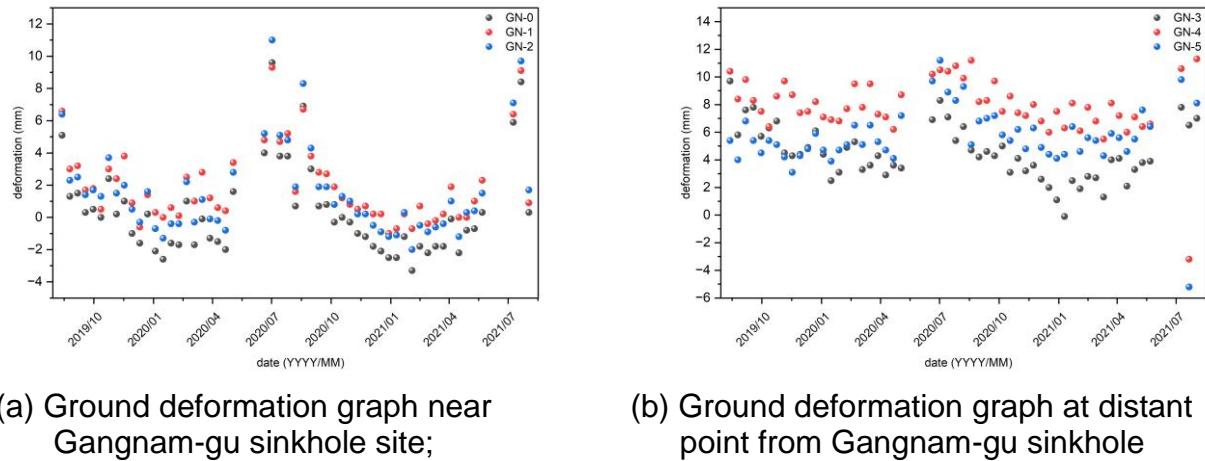 GN-0
GN-1
GN-2
12
10
8
6
4
2
0
−2
−4
deformation (mm)
2019/10
2020/01
2020/04
2020/07
2020/10
2021/01
2021/04
2021/07
date (YYYY/MM)
GN-3
GN-4
GN-5
14
12
10
8
6
4
2
0
−2
−4
−6
deformation (mm)
2019/10
2020/01
2020/04
2020/07
2020/10
2021/01
2021/04
2021/07
date (YYYY/MM)
(a) Ground deformation graph near
Gangnam-gu sinkhole site;
(b) Ground deformation graph at distant
point from Gangnam-gu sinkhole